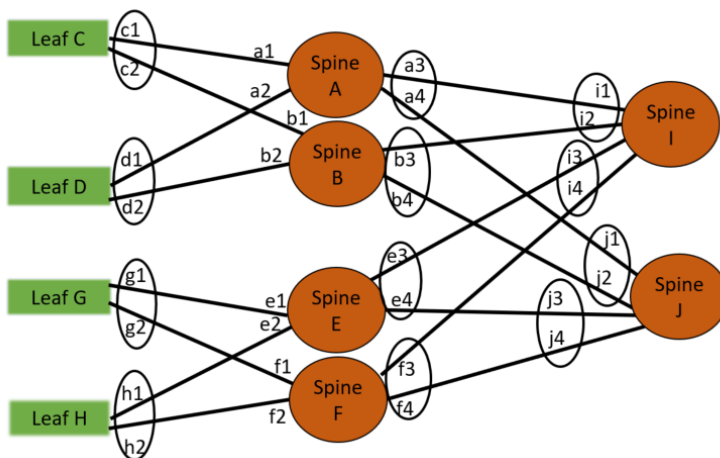 Leaf C
c1
c2
a1
a2
b1
b2
Spine
A
a3
a4
Spine
B
b3
b4
i1
i2
i3
i4
Spine
I
Leaf D
d1
d2
Leaf G
g1
g2
e1
e2
f1
f2
Spine
E
e3
e4
Spine
F
f3
f4
j1
j2
j3
j4
Spine
J
Leaf H
h1
h2